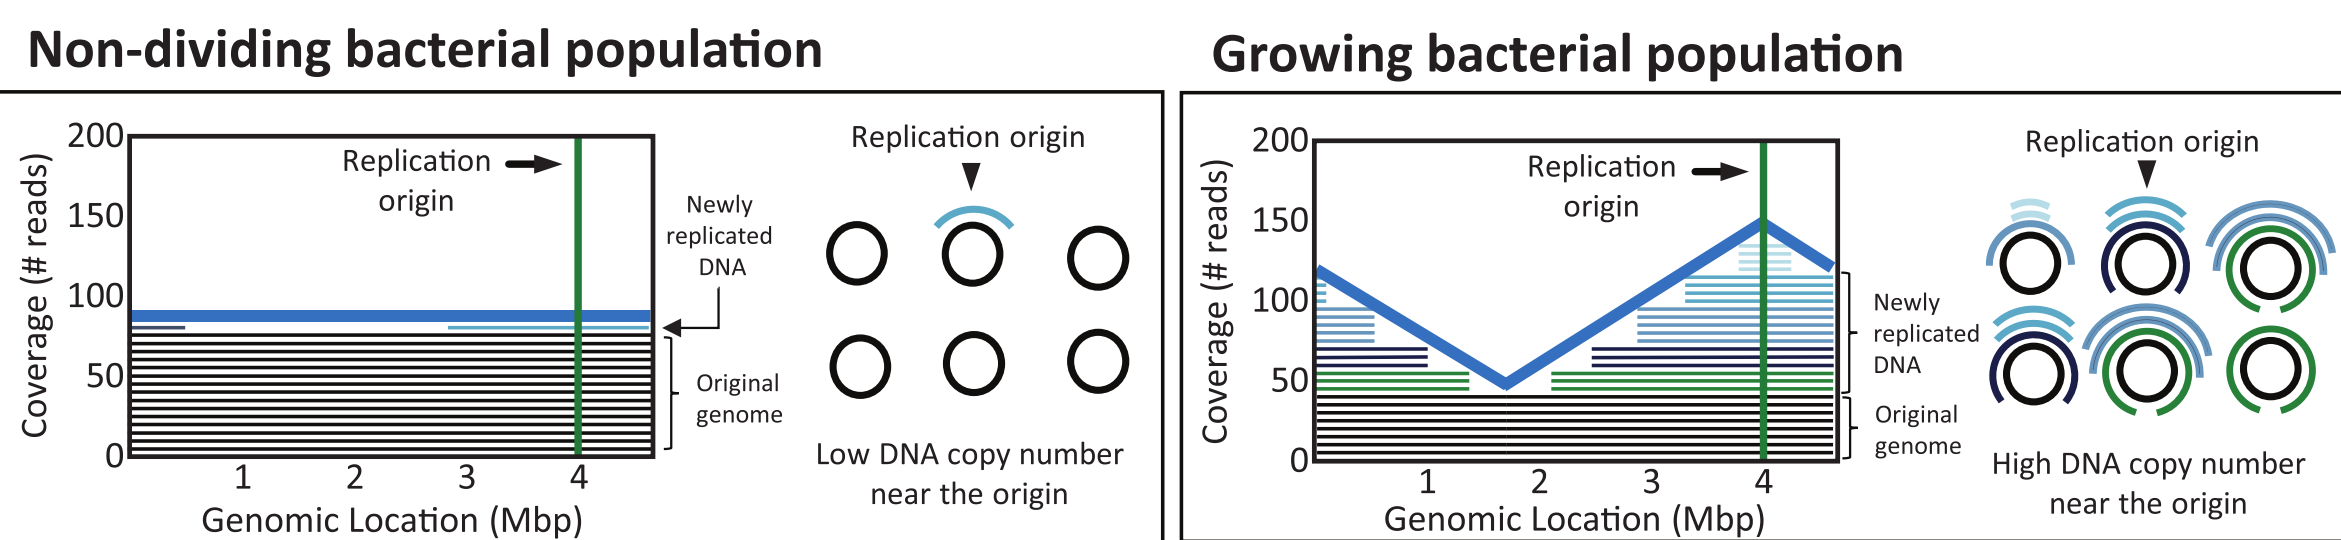 Non-dividing bacterial population
200
150
100
50
0
Coverage (# reads)
Replication
origin
1
2
3
4
Genomic Location (Mbp)
Newly
replicated
DNA
Original
genome
Replication origin
Low DNA copy number
near the origin
Growing bacterial population
200
150
100
50
0
Coverage (# reads)
Replication
origin
1
2
3
4
Genomic Location (Mbp)
Newly
replicated
DNA
Original
genome
Replication origin
High DNA copy number
near the origin